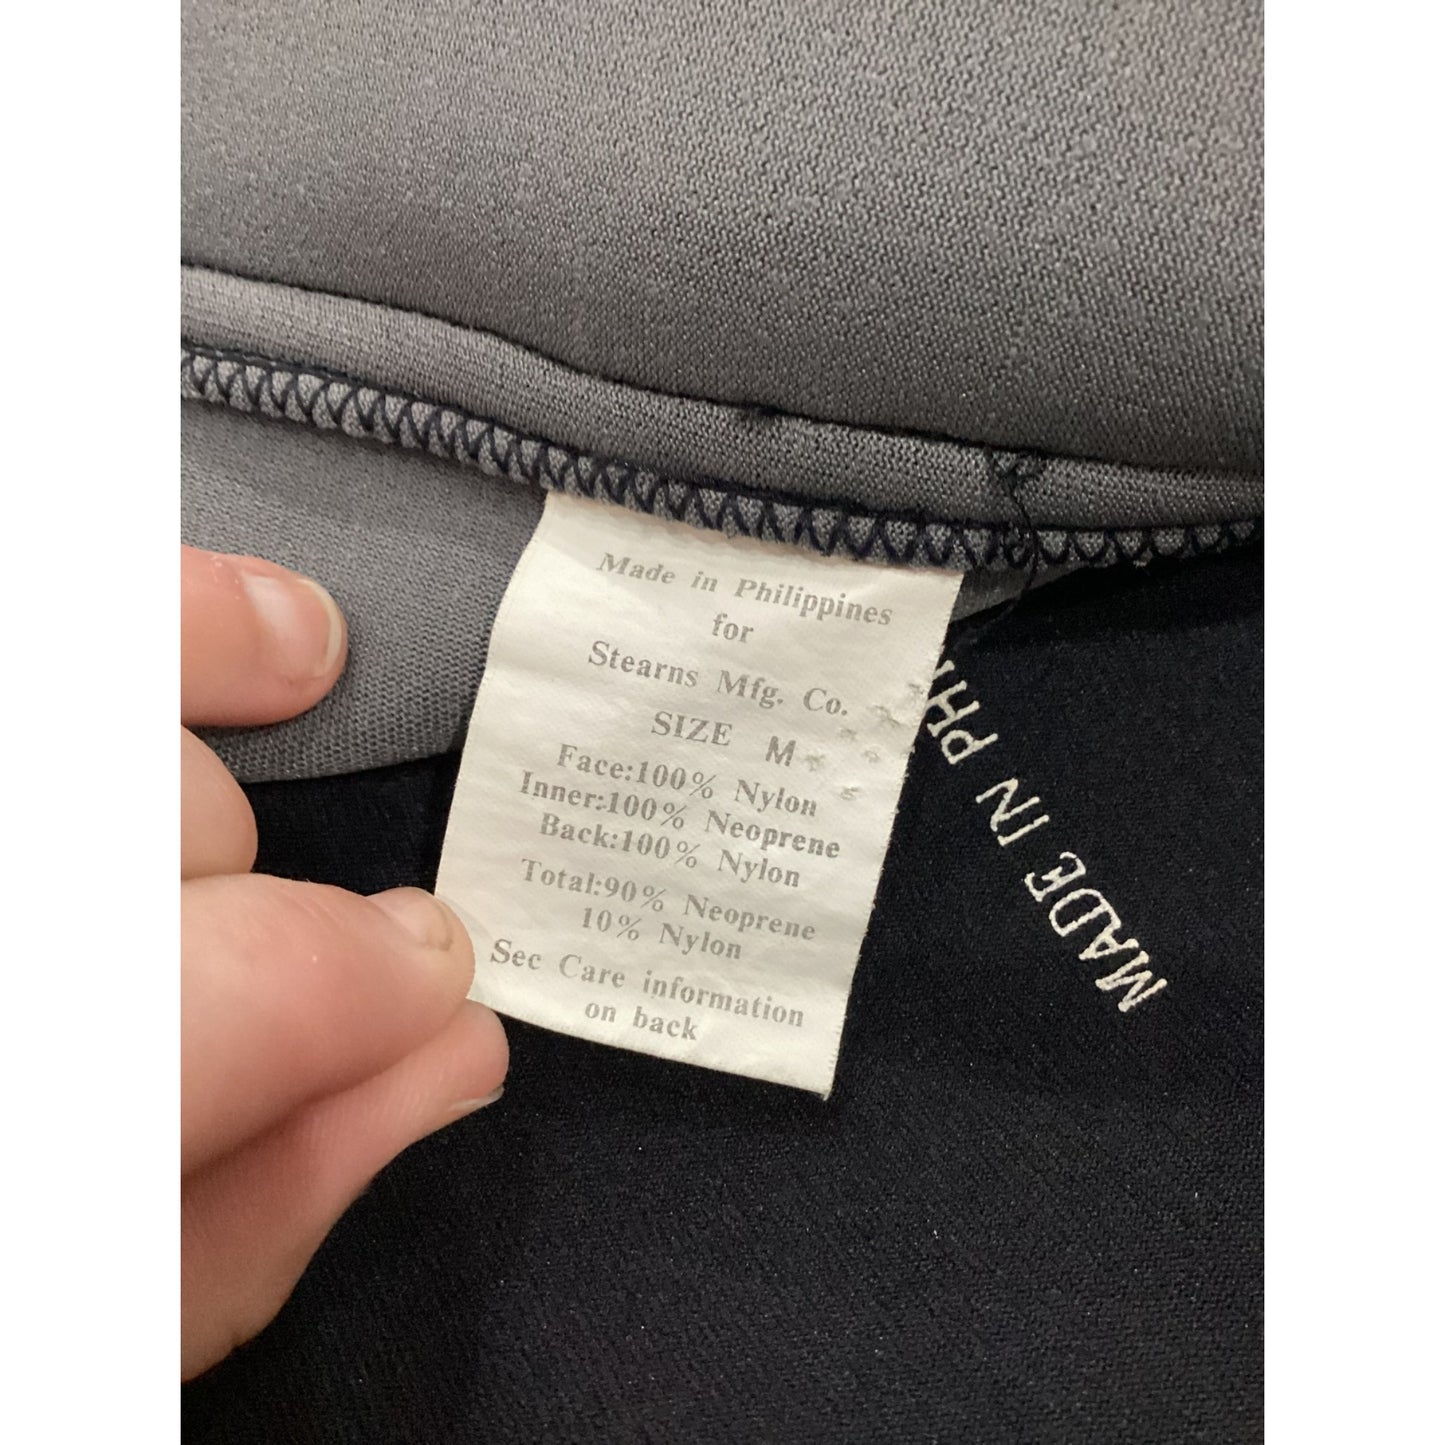 Made in Philippines
for
Stearns Mfg. Co.
SIZE M
Face:100% Nylon
Inner:100% Neoprene
Back:100% Nylon
Total:90% Neoprene
10% Nylon
Sec Care information
on back
MADE IN PHI